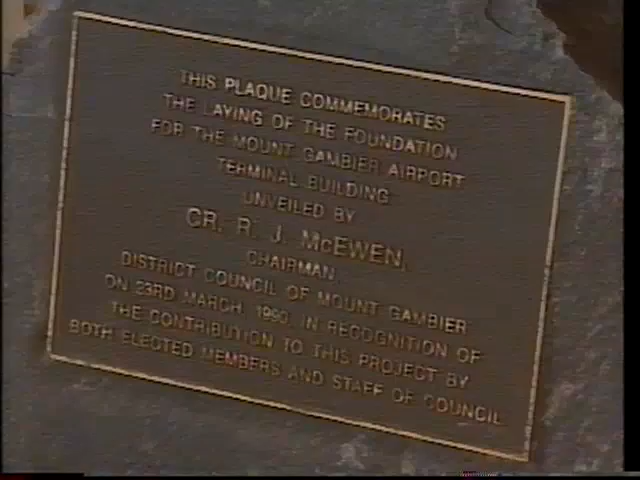 THIS PLAQUE COMMEMORATES
THE LAYING OF THE FOUNDATION
FOR THE MOUNT GAMBIER AIRPORT
TERMINAL BUILDING
UNVEILED BY
CR. R. J. McEWEN,
CHAIRMAN,
DISTRICT COUNCIL OF MOUNT GAMBIER
ON 23RD MARCH, 1990, IN RECOGNITION OF
THE CONTRIBUTION TO THIS PROJECT BY
BOTH ELECTED MEMBERS AND STAFF OF COUNCIL